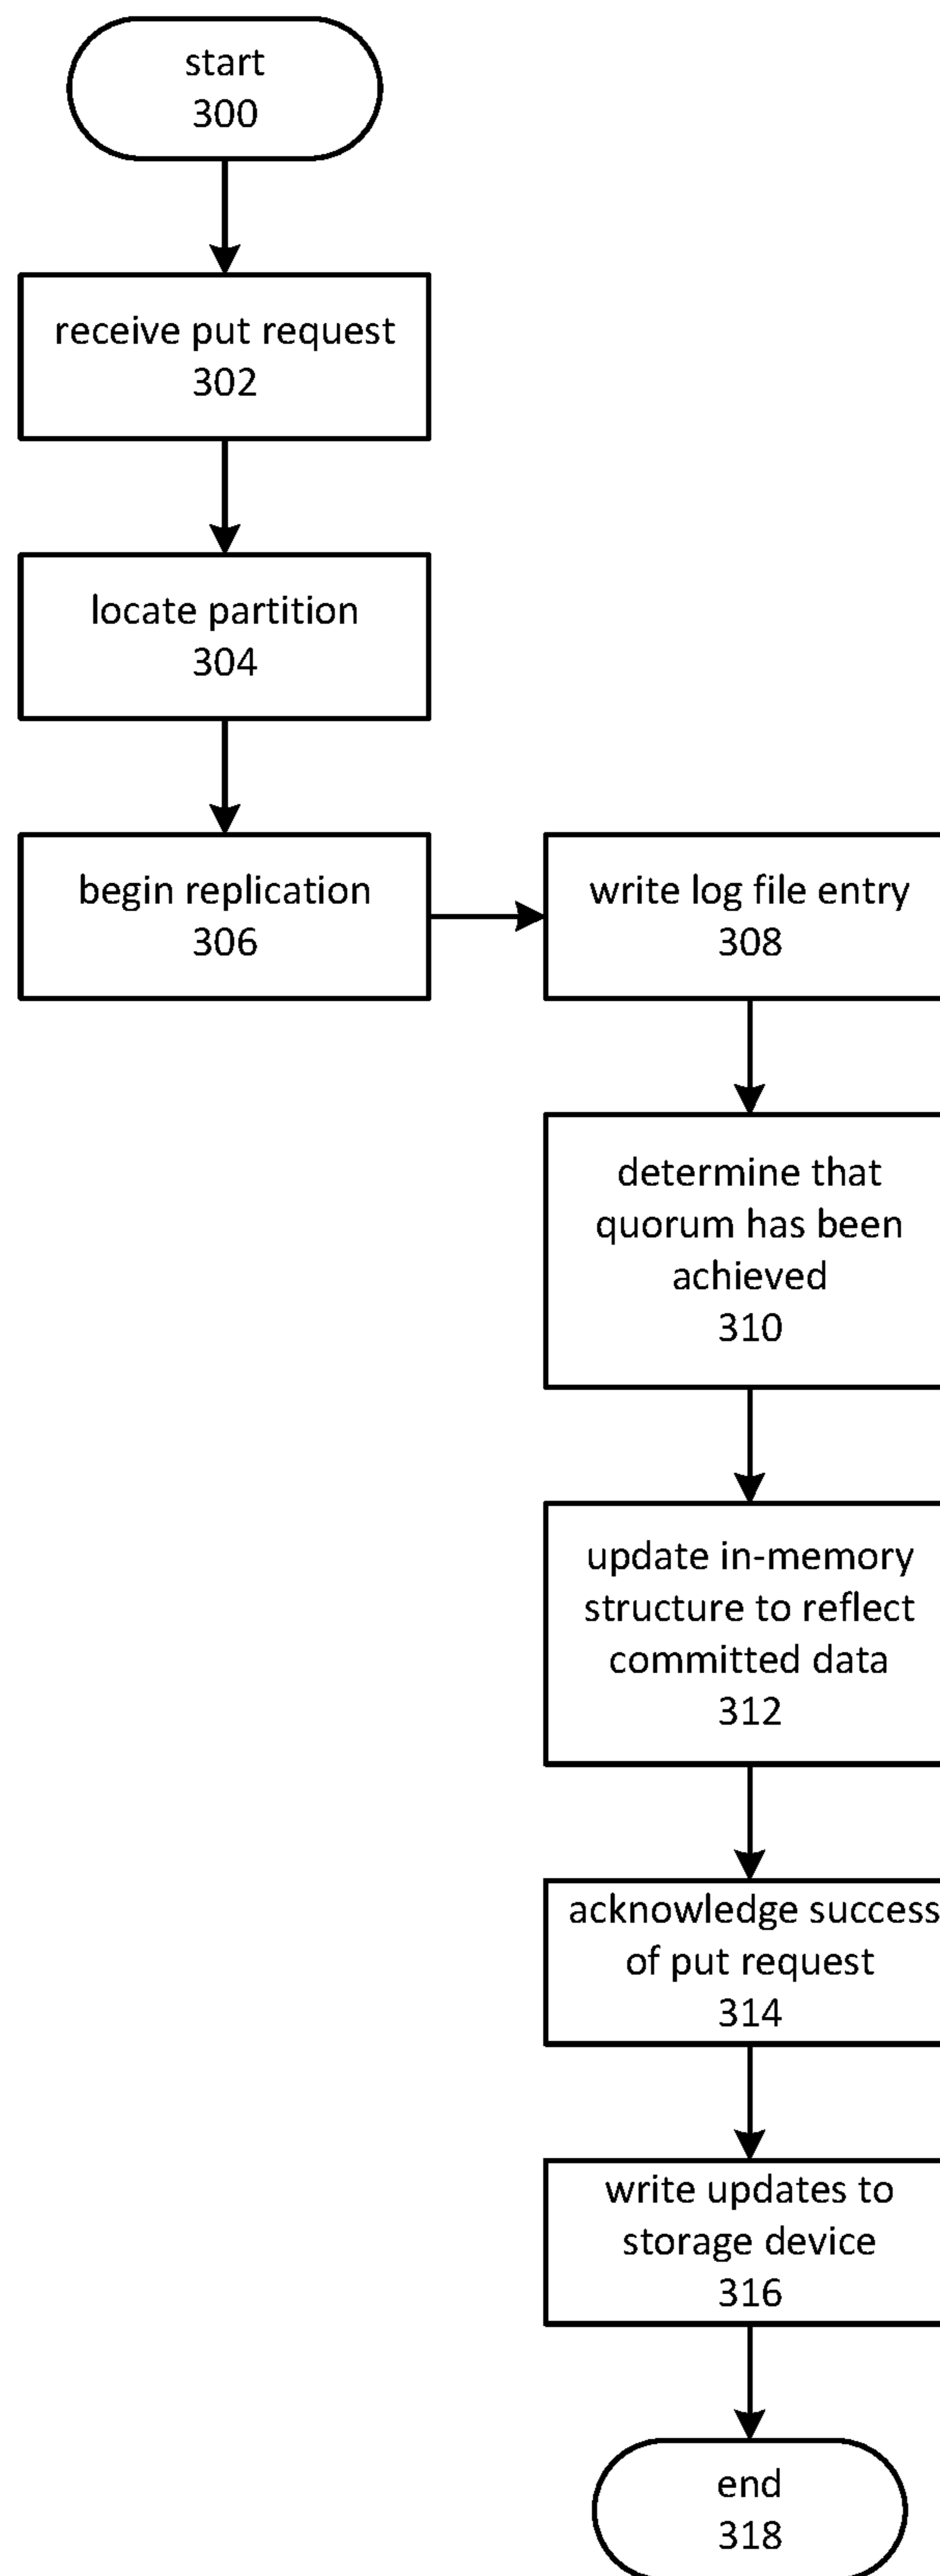 start
300
receive put request
302
locate partition
304
begin replication
306
write log file entry
308
determine that
quorum has been
achieved
310
update in-memory
structure to reflect
committed data
312
acknowledge success
of put request
314
write updates to
storage device
316
end
318